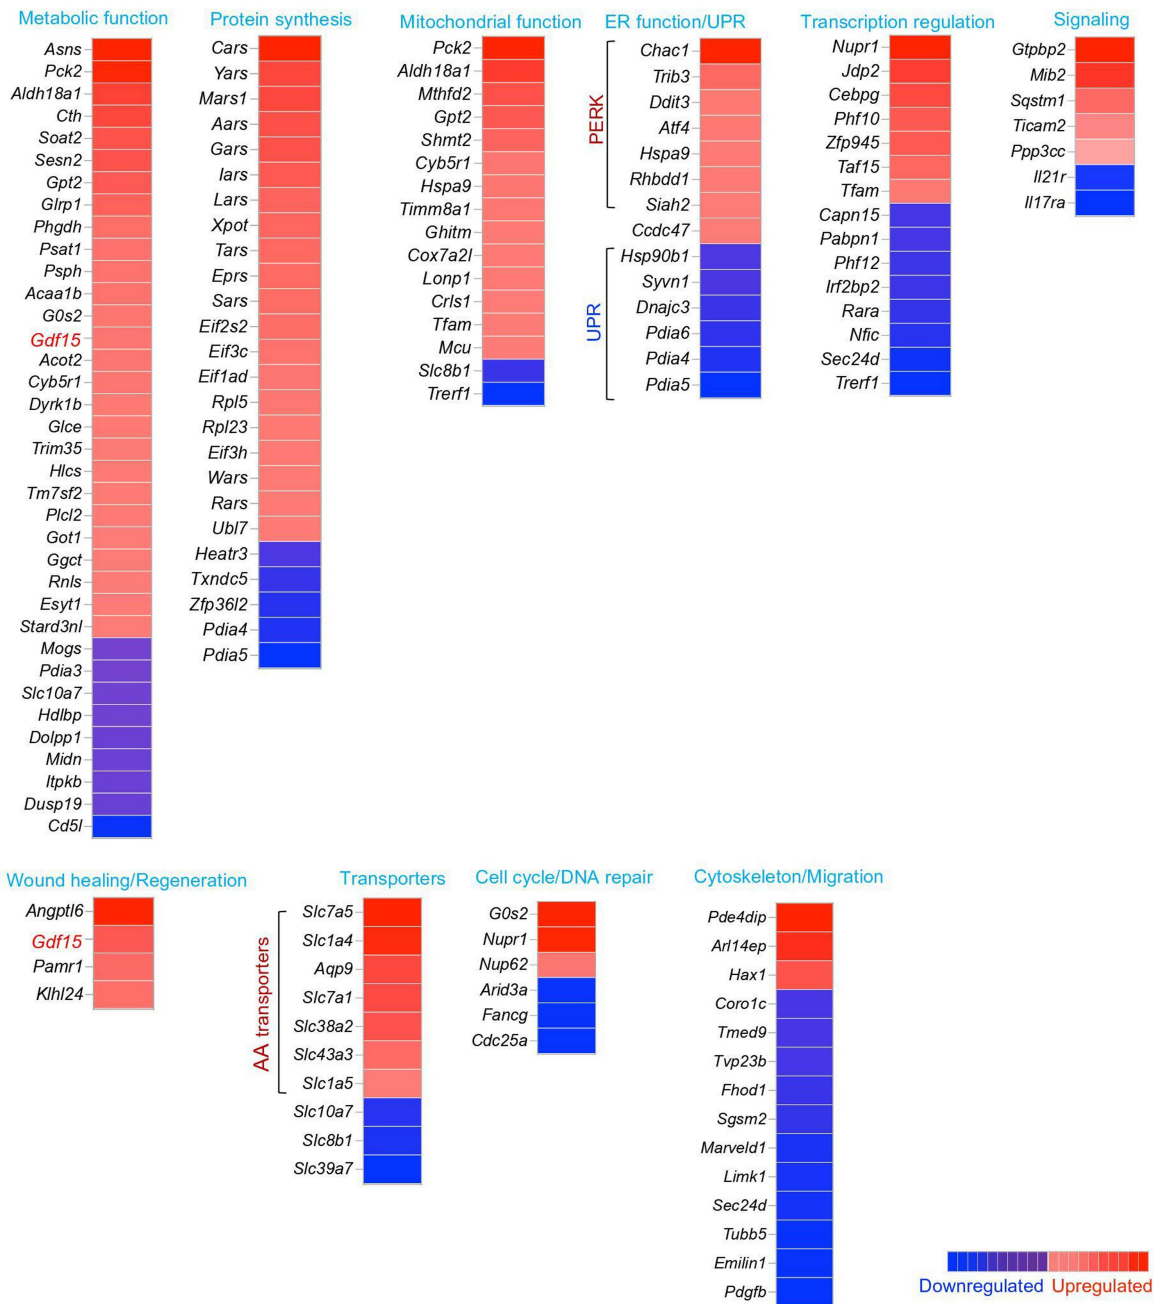 Metabolic function
Asns
Pck2
Aldh18a1
Cth
Soat2
Sesn2
Gpt2
Glrp1
Phgdh
Psat1
Psph
Acaa1b
G0s2
Gdf15
Acot2
Cyb5r1
Dyrk1b
Glce
Trim35
Hlcs
Tm7sf2
Plcl2
Got1
Ggct
Rnls
Esyt1
Stard3nl
Mogs
Pdia3
Slc10a7
Hdlbp
Dolpp1
Midn
Itpkb
Dusp19
Cd5l
Protein synthesis
Cars
Yars
Mars1
Aars
Gars
Iars
Lars
Xpot
Tars
Eprs
Sars
Eif2s2
Eif3c
Eif1ad
Rpl5
Rpl23
Eif3h
Wars
Rars
Ubl7
Heatr3
Txndc5
Zfp36l2
Pdia4
Pdia5
Mitochondrial function
Pck2
Aldh18a1
Mthfd2
Gpt2
Shmt2
Cyb5r1
Hspa9
Timm8a1
Ghitm
Cox7a2l
Lonp1
Crls1
Tfam
Mcu
Slc8b1
Trerf1
ER function/UPR
PERK
Chac1
Trib3
Ddit3
Atf4
Hspa9
Rhbdd1
Siah2
Ccdc47
UPR
Hsp90b1
Syvn1
Dnajc3
Pdia6
Pdia4
Pdia5
Transcription regulation
Nupr1
Jdp2
Cebpg
Phf10
Zfp945
Taf15
Tfam
Capn15
Pabpn1
Phf12
Irf2bp2
Rara
Nfic
Sec24d
Trerf1
Signaling
Gtpbp2
Mib2
Sqstm1
Ticam2
Ppp3cc
Il21r
Il17ra
Wound healing/Regeneration
Angptl6
Gdf15
Pamr1
Klhl24
Transporters
AA transporters
Slc7a5
Slc1a4
Aqp9
Slc7a1
Slc38a2
Slc43a3
Slc1a5
Slc10a7
Slc8b1
Slc39a7
Cell cycle/DNA repair
G0s2
Nupr1
Nup62
Arid3a
Fancg
Cdc25a
Cytoskeleton/Migration
Pde4dip
Arl14ep
Hax1
Coro1c
Tmed9
Tvp23b
Fhod1
Sgsm2
Marveld1
Limk1
Sec24d
Tubb5
Emilin1
Pdgfb
Downregulated Upregulated